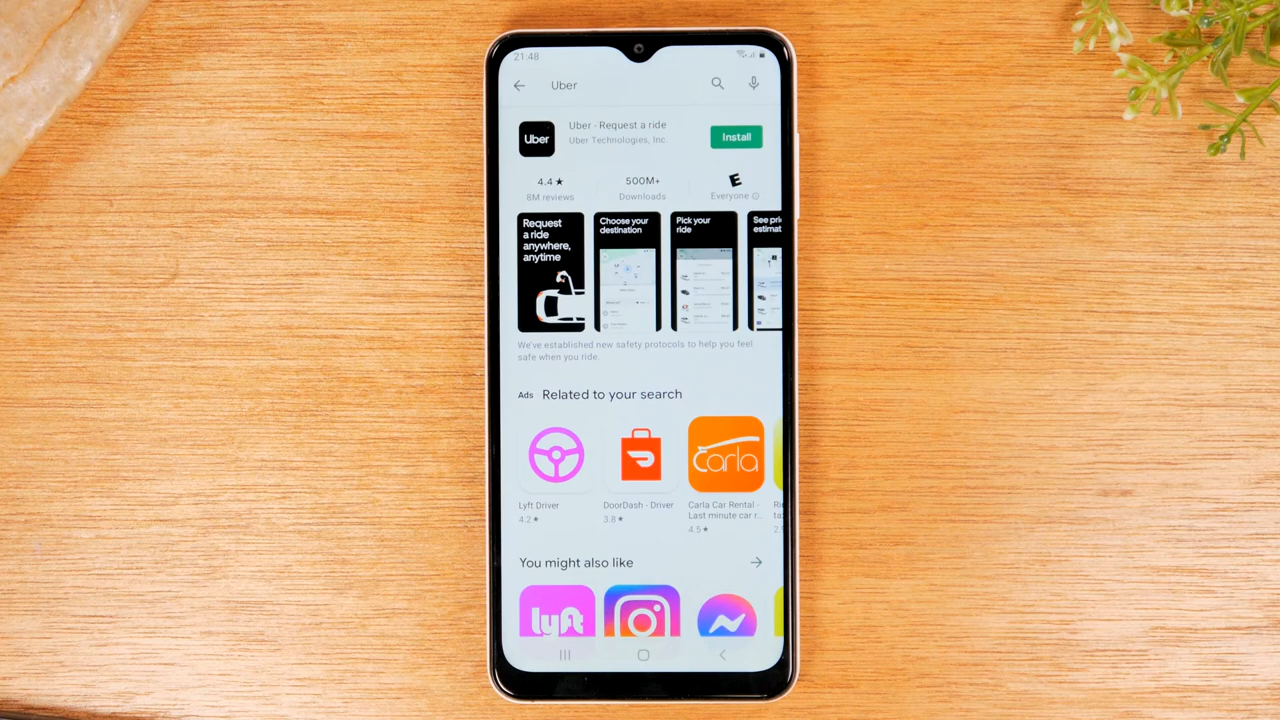 21:48
Uber
Uber
Uber - Request a ride
Uber Technologies, Inc.
Install
4.4★
500M+
E
8M reviews
Downloads
Everyone
Request
a ride
anywhere,
anytime
Choose your
destination
Pick your
ride
See pri
estimat
We've established new safety protocols to help you feel
safe when you ride.
Ads Related to your search
Carla
Lyft Driver
4.2★
DoorDash - Driver
3.8★
Carla Car Rental -
Last minute car r...
4.5★
You might also like
lyft